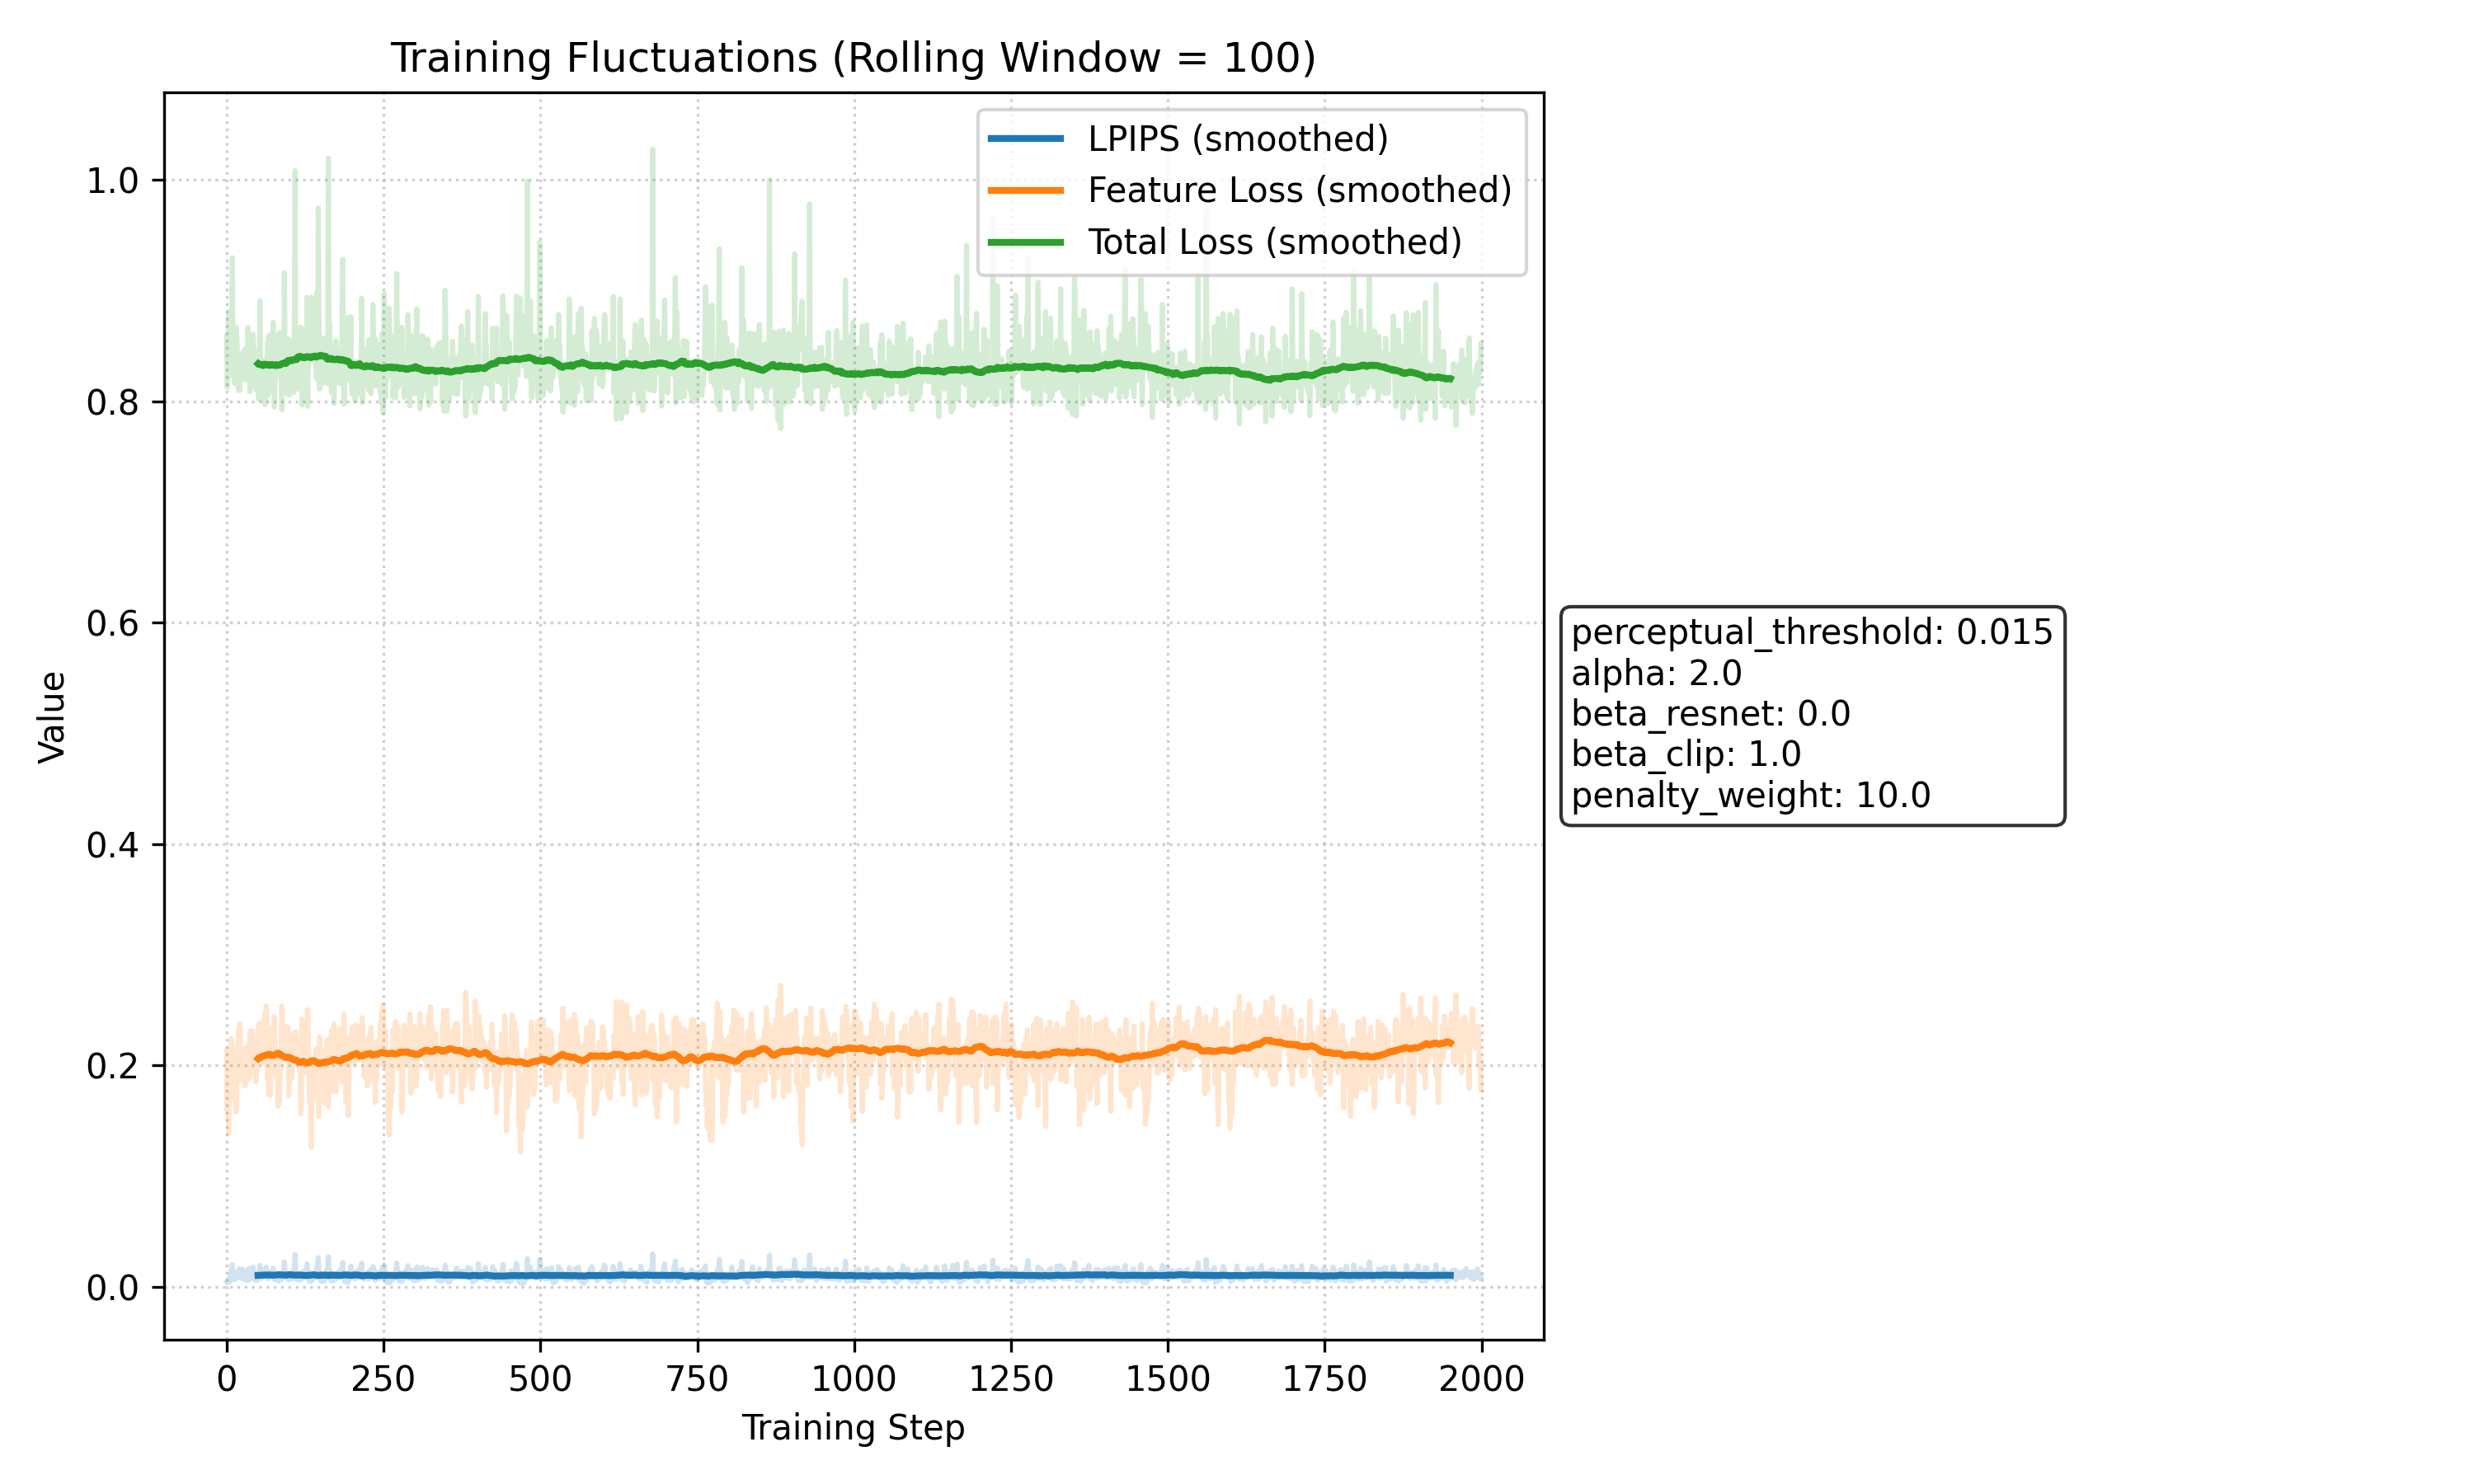 Training Fluctuations (Rolling Window = 100)
LPIPS (smoothed)
Feature Loss (smoothed)
Total Loss (smoothed)
1.0
0.8
0.6
0.4
0.2
0.0
Value
0 250 500 750 1000 1250 1500 1750 2000
Training Step
perceptual_threshold: 0.015
alpha: 2.0
beta_resnet: 0.0
beta_clip: 1.0
penalty_weight: 10.0